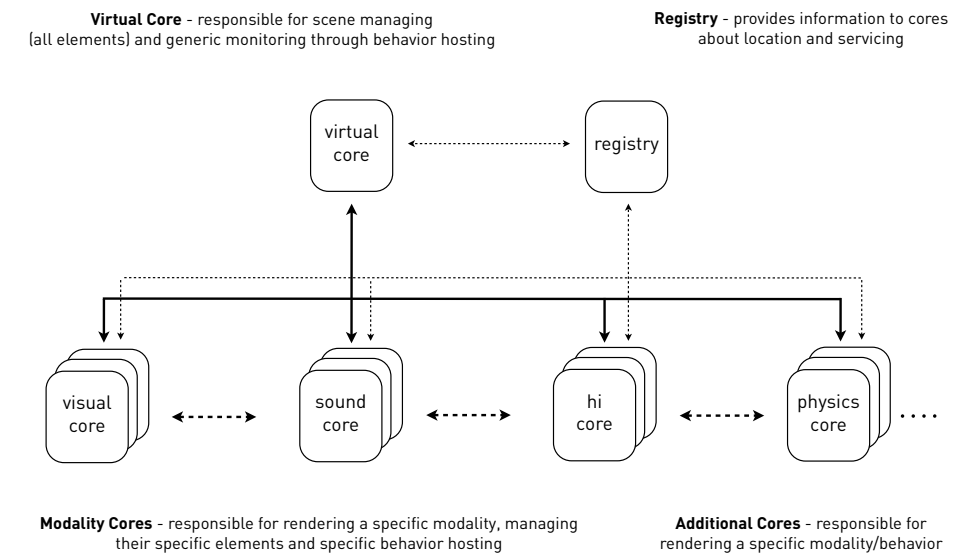 Virtual Core - responsible for scene managing
(all elements) and generic monitoring through behavior hosting
Registry - provides information to cores
about location and servicing
virtual
core
registry
visual
core
sound
core
hi
core
physics
core
....
Modality Cores - responsible for rendering a specific modality, managing
their specific elements and specific behavior hosting
Additional Cores - responsible for
rendering a specific modality/behavior